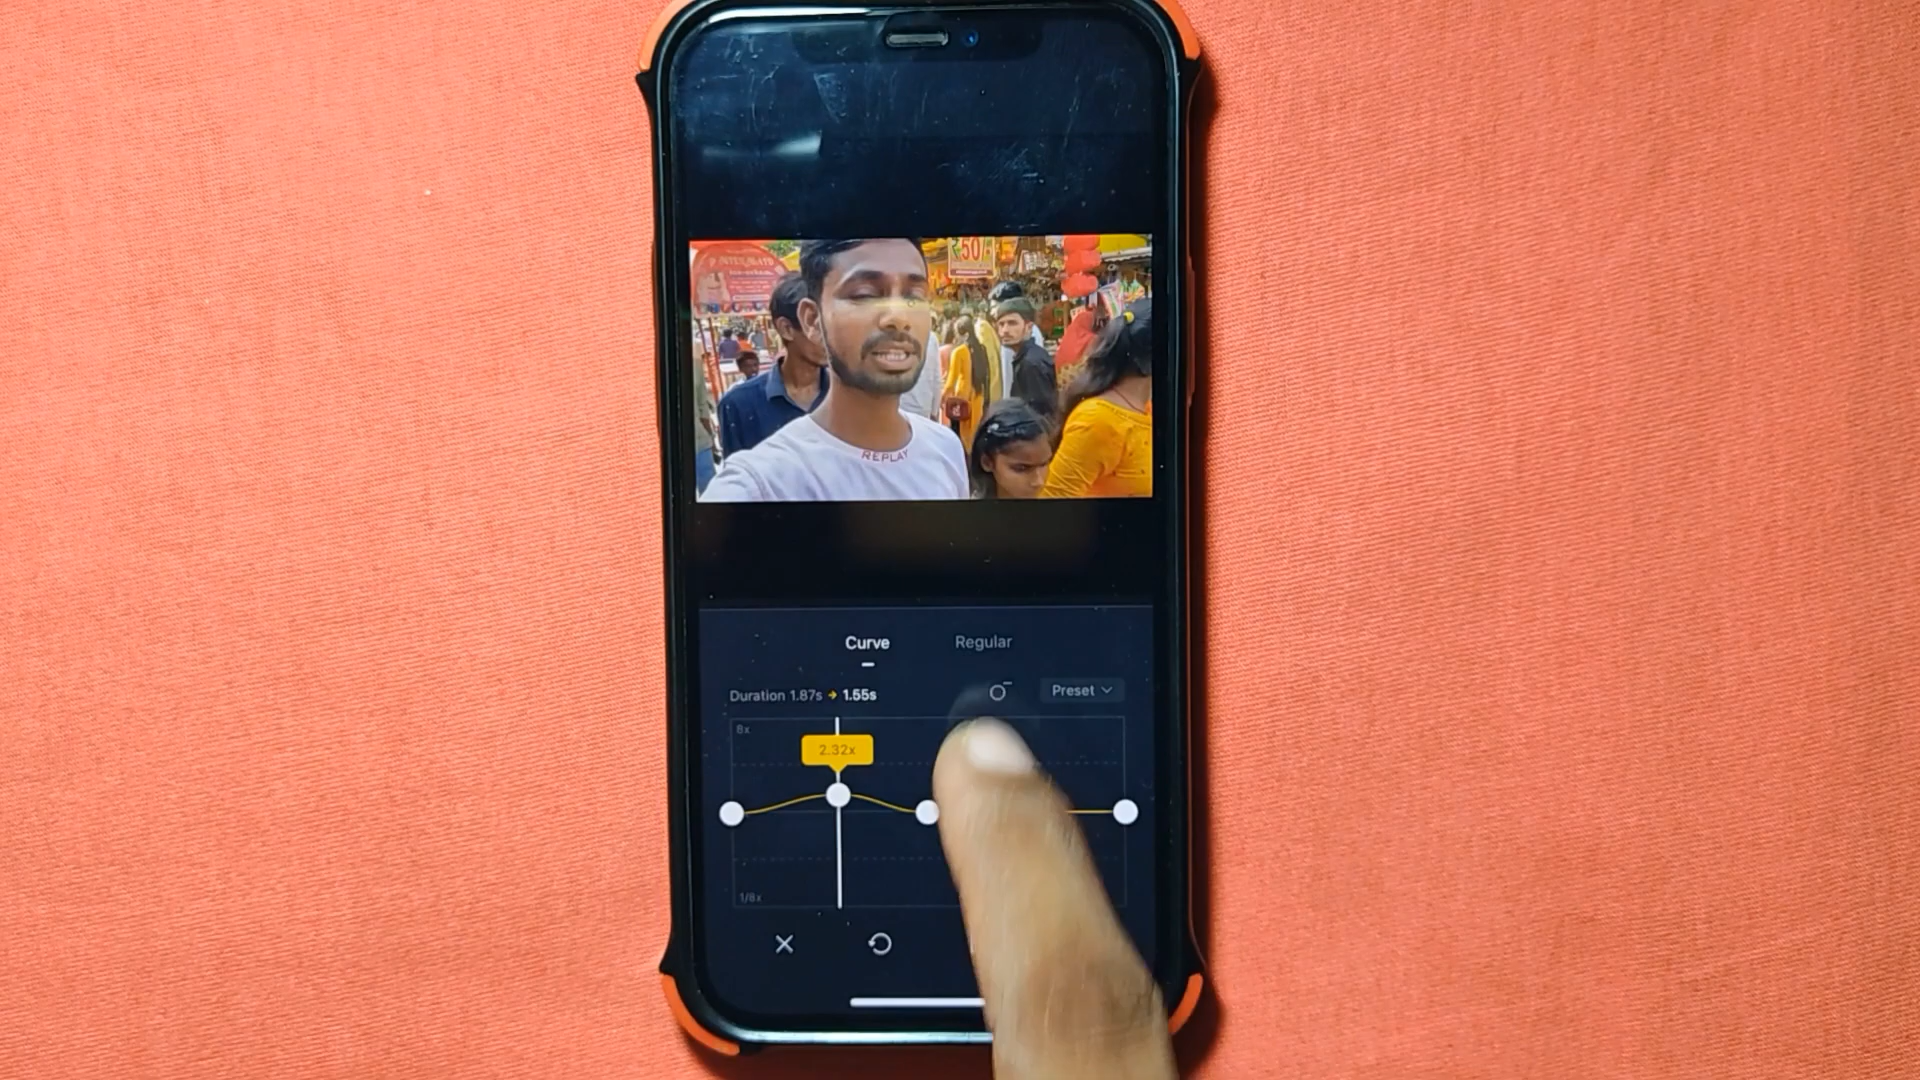 ₹50/-
REPLAY
Curve
Regular
Duration 1.87s → 1.55s
Preset
8x
2.32x
1/8x